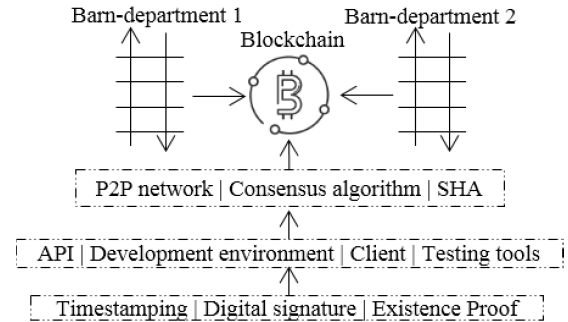 Barn-department 1 Barn-department 2
Blockchain
P2P network | Consensus algorithm | SHA
API | Development environment | Client | Testing tools
Timestamping | Digital signature | Existence Proof